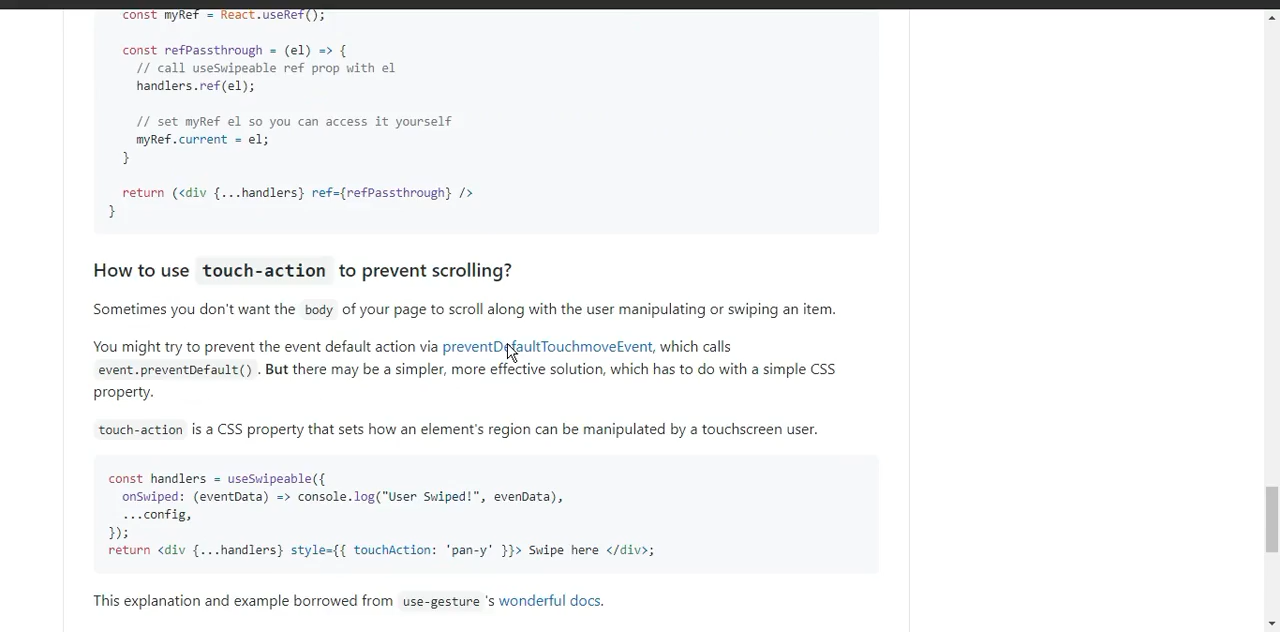 const myRef = React.useRef();
const refPassthrough = (el) => {
// call useSwipeable ref prop with el
handlers.ref(el);
// set myRef el so you can access it yourself
myRef.current = el;
}
return (<div {...handlers} ref={refPassthrough} />
}
How to use touch-action to prevent scrolling?
Sometimes you don't want the body of your page to scroll along with the user manipulating or swiping an item.
You might try to prevent the event default action via preventDefaultTouchmoveEvent, which calls
event.preventDefault() . But there may be a simpler, more effective solution, which has to do with a simple CSS
property.
touch-action is a CSS property that sets how an element's region can be manipulated by a touchscreen user.
const handlers = useSwipeable({
onSwiped: (eventData) => console.log("User Swiped!", evenData),
...config,
});
return <div {...handlers} style={{ touchAction: 'pan-y' }}> Swipe here </div>;
This explanation and example borrowed from use-gesture 's wonderful docs.